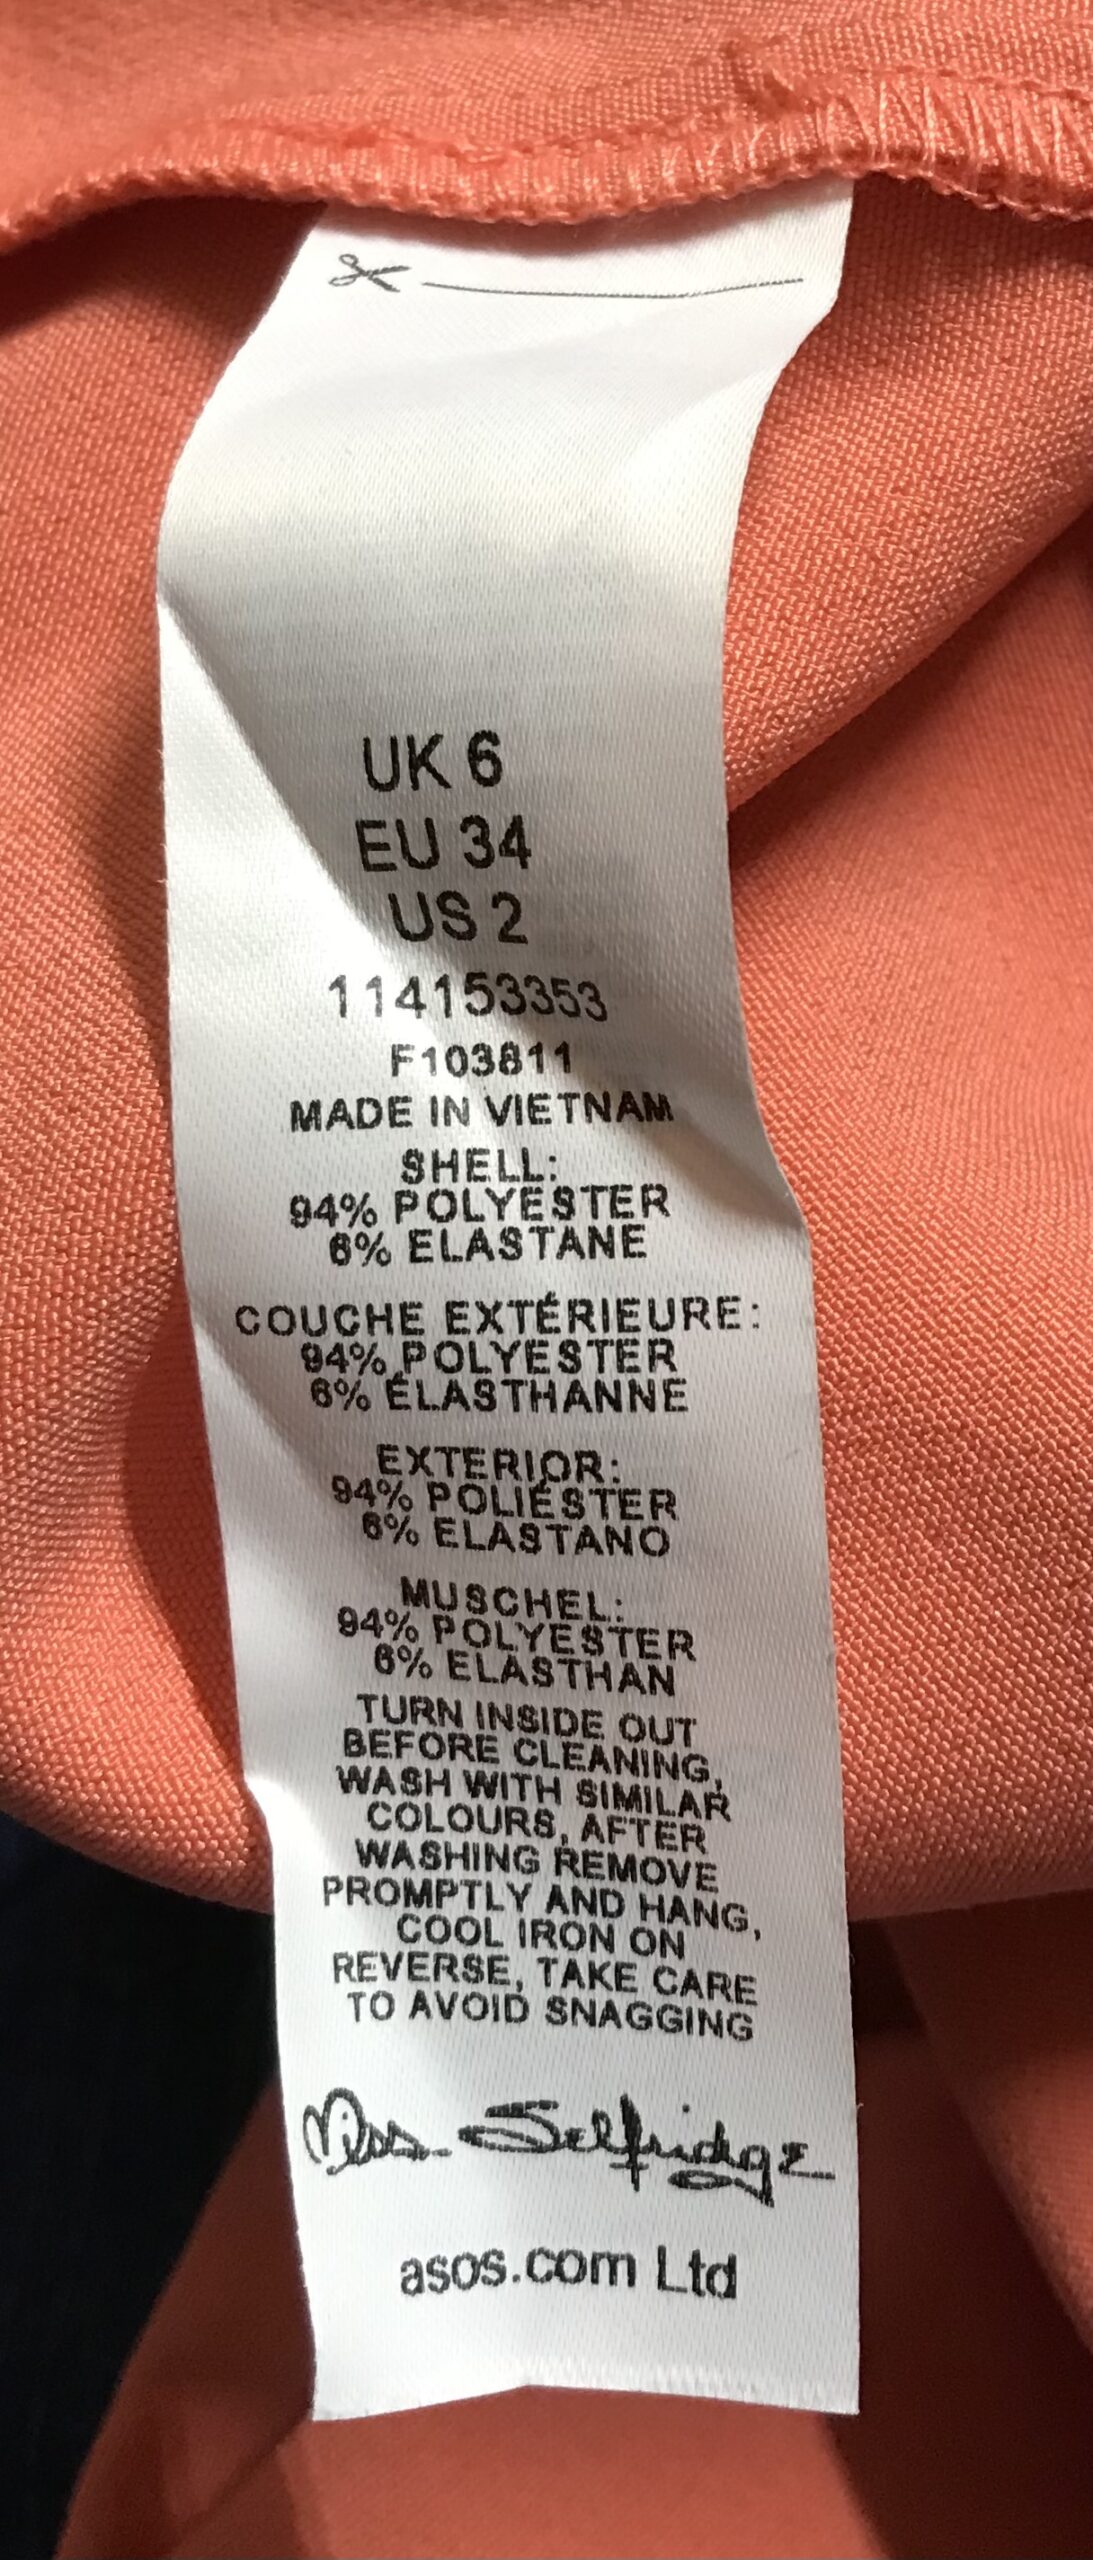 UK 6
EU 34
US 2
114153353
F103811
MADE IN VIETNAM
SHELL:
94% POLYESTER
6% ELASTANE
COUCHE EXTÉRIEURE:
94% POLYESTER
6% ÉLASTHANNE
EXTERIOR:
94% POLIÉSTER
6% ELASTANO
MUSCHEL:
94% POLYESTER
6% ELASTHAN
TURN INSIDE OUT
BEFORE CLEANING,
WASH WITH SIMILAR
COLOURS, AFTER
WASHING REMOVE
PROMPTLY AND HANG,
COOL IRON ON
REVERSE, TAKE CARE
TO AVOID SNAGGING
Miss Selfridge
asos.com Ltd